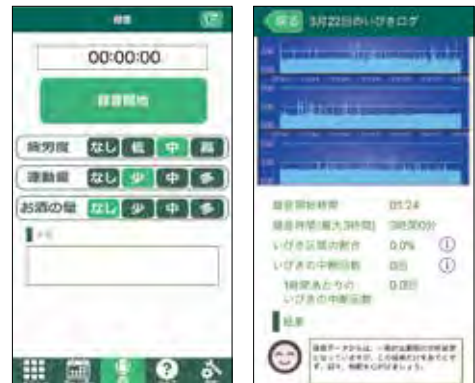 録音
00:00:00
録音開始
疲労度 なし 低 中 高
運動量 なし 少 中 多
お酒の量 なし 少 中 多
メモ
戻る 3月22日のいびきログ
録音開始時間 01:24
録音時間(最大3時間) 3時間0分
いびき区間の割合 0.0%
いびきの中断回数 0回
1時間あたりの
いびきの中断回数 0.0回
結果